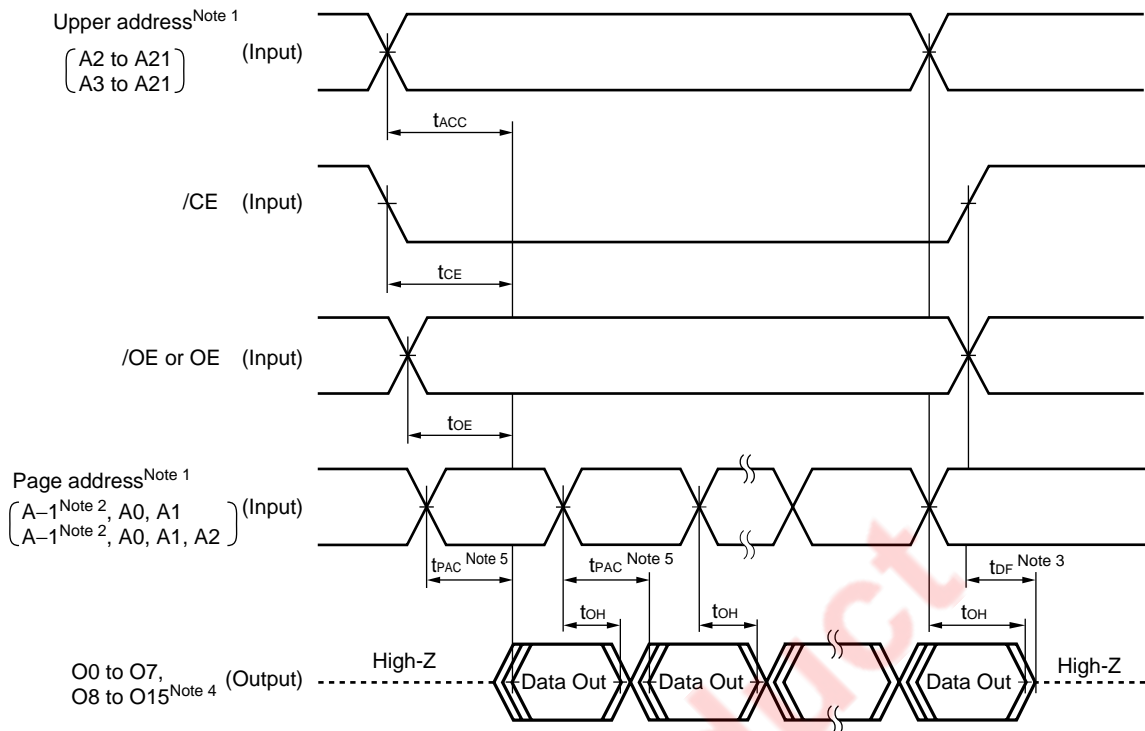 Upper address Note 1
(Input)
A2 to A21
A3 to A21
tACC
/CE (Input)
tCE
/OE or OE (Input)
tOE
Page address Note 1
(Input)
A–1 Note 2, A0, A1
A–1 Note 2, A0, A1, A2
tPAC Note 5
tPAC Note 5
tDF Note 3
tOH
tOH
tOH
O0 to O7,
O8 to O15 Note 4
(Output)
High-Z
Data Out
Data Out
Data Out
High-Z